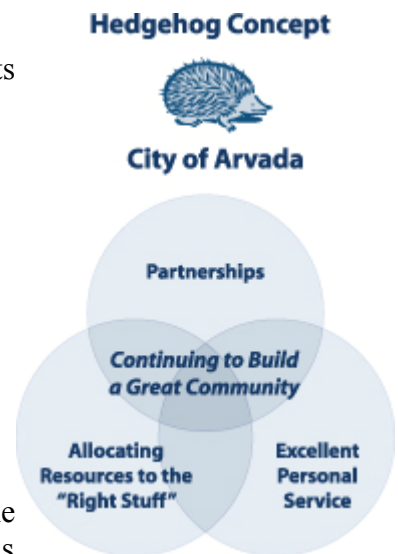 Hedgehog Concept
City of Arvada
Partnerships
Continuing to Build
a Great Community
Allocating
Resources to the
"Right Stuff"
Excellent
Personal
Service